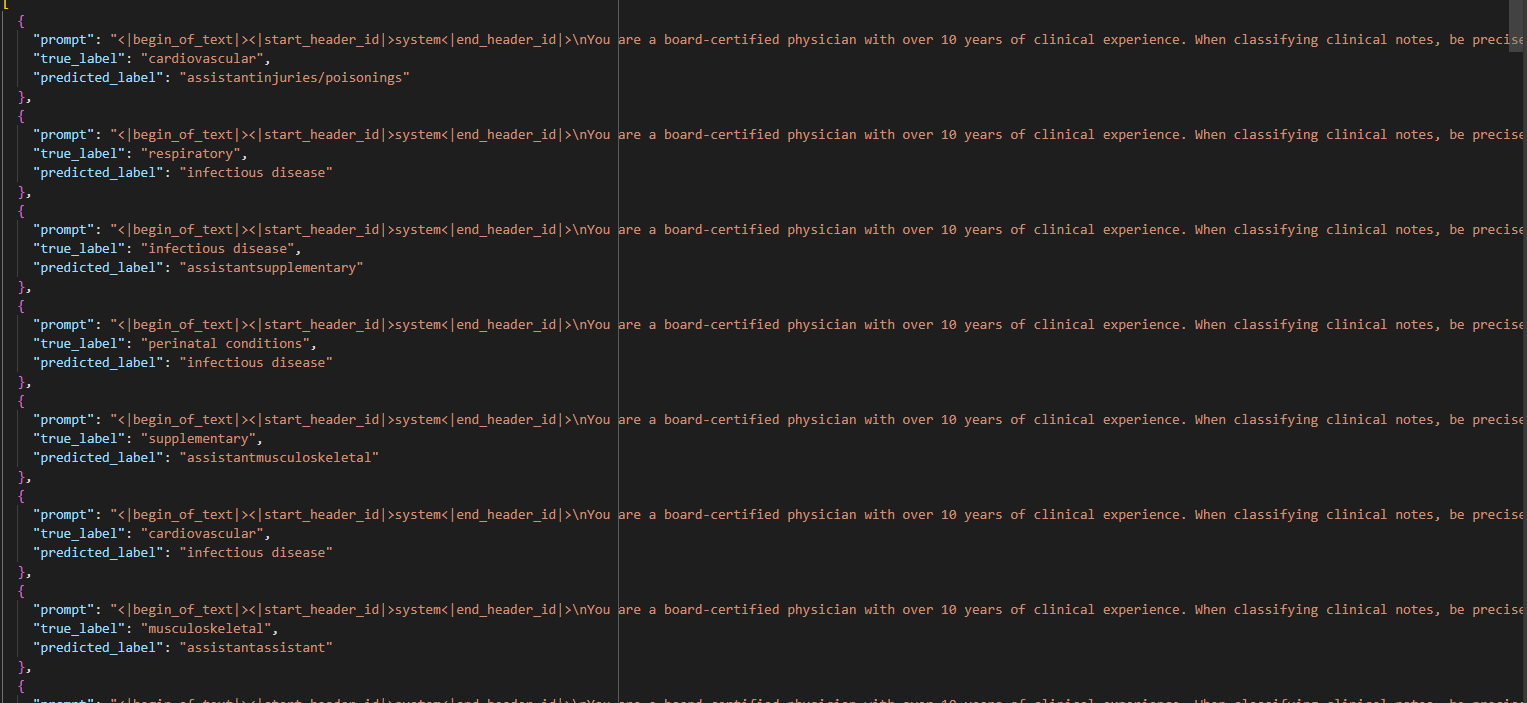 [
{
"prompt": "<|begin_of_text|><|start_header_id|>system<|end_header_id|>\nYou are a board-certified physician with over 10 years of clinical experience. When classifying clinical notes, be precise
"true_label": "cardiovascular",
"predicted_label": "assistantinjuries/poisonings"
},
{
"prompt": "<|begin_of_text|><|start_header_id|>system<|end_header_id|>\nYou are a board-certified physician with over 10 years of clinical experience. When classifying clinical notes, be precise
"true_label": "respiratory",
"predicted_label": "infectious disease"
},
{
"prompt": "<|begin_of_text|><|start_header_id|>system<|end_header_id|>\nYou are a board-certified physician with over 10 years of clinical experience. When classifying clinical notes, be precise
"true_label": "infectious disease",
"predicted_label": "assistantsupplementary"
},
{
"prompt": "<|begin_of_text|><|start_header_id|>system<|end_header_id|>\nYou are a board-certified physician with over 10 years of clinical experience. When classifying clinical notes, be precise
"true_label": "perinatal conditions",
"predicted_label": "infectious disease"
},
{
"prompt": "<|begin_of_text|><|start_header_id|>system<|end_header_id|>\nYou are a board-certified physician with over 10 years of clinical experience. When classifying clinical notes, be precise
"true_label": "supplementary",
"predicted_label": "assistantmusculoskeletal"
},
{
"prompt": "<|begin_of_text|><|start_header_id|>system<|end_header_id|>\nYou are a board-certified physician with over 10 years of clinical experience. When classifying clinical notes, be precise
"true_label": "cardiovascular",
"predicted_label": "infectious disease"
},
{
"prompt": "<|begin_of_text|><|start_header_id|>system<|end_header_id|>\nYou are a board-certified physician with over 10 years of clinical experience. When classifying clinical notes, be precise
"true_label": "musculoskeletal",
"predicted_label": "assistantassistant"
},
{